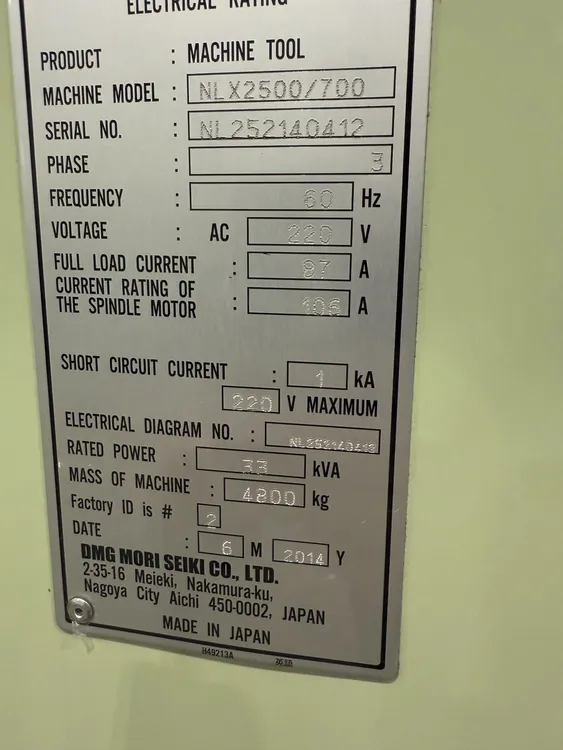 ELECTRICAL RATING
PRODUCT : MACHINE TOOL
MACHINE MODEL : NLX2500/700
SERIAL NO. : NL252140412
PHASE : 3
FREQUENCY : 60 Hz
VOLTAGE : AC 220 V
FULL LOAD CURRENT : 87 A
CURRENT RATING OF
THE SPINDLE MOTOR : 106 A
SHORT CIRCUIT CURRENT : 1 kA
220 V MAXIMUM
ELECTRICAL DIAGRAM NO. : NL252140412
RATED POWER : 33 kVA
MASS OF MACHINE : 4800 kg
Factory ID is # 2
DATE : 6 M 2014 Y
DMG MORI SEIKI CO., LTD.
2-35-16 Meieki, Nakamura-ku,
Nagoya City Aichi 450-0002, JAPAN
MADE IN JAPAN
H49213A 英語